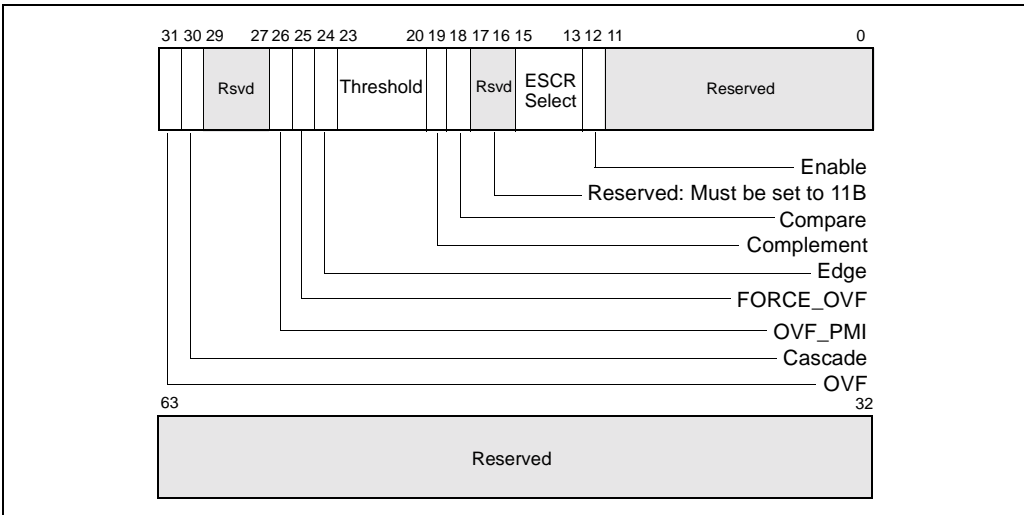 31 30 29 27 26 25 24 23 20 19 18 17 16 15 13 12 11 0
Rsvd Threshold Rsvd ESCR Select Reserved
Enable
Reserved: Must be set to 11B
Compare
Complement
Edge
FORCE_OVF
OVF_PMI
Cascade
OVF
63 32
Reserved